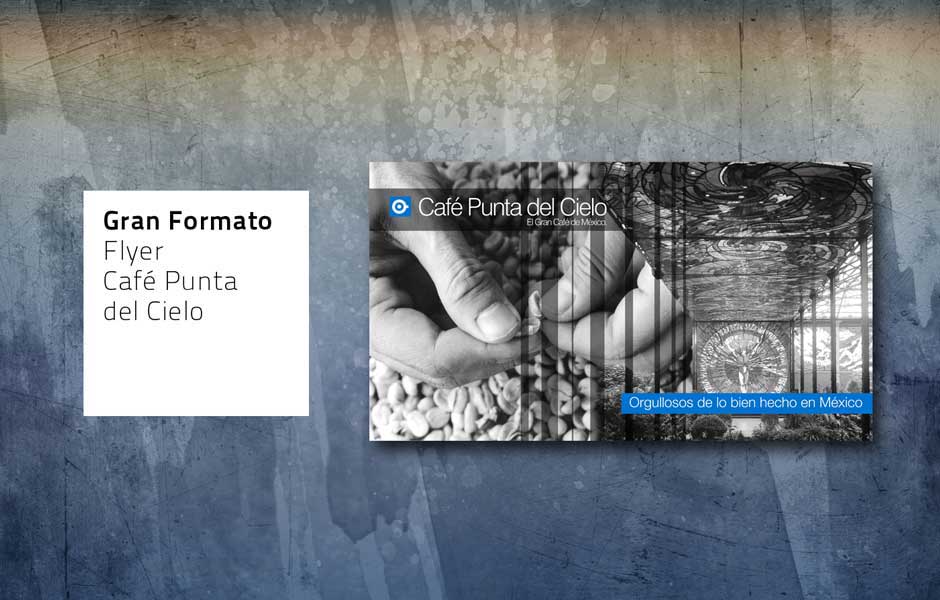 Gran Formato
Flyer
Café Punta
del Cielo
Café Punta del Cielo
El Gran Café de México.
Orgullosos de lo bien hecho en México